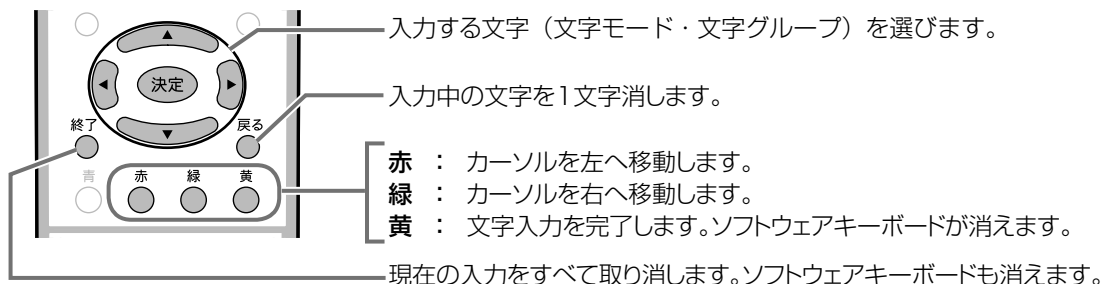 入力する文字（文字モード・文字グループ）を選びます。
決定
入力中の文字を1文字消します。
終了
戻る
青
赤
緑
黄
赤 ： カーソルを左へ移動します。
緑 ： カーソルを右へ移動します。
黄 ： 文字入力を完了します。ソフトウェアキーボードが消えます。
現在の入力をすべて取り消します。ソフトウェアキーボードも消えます。